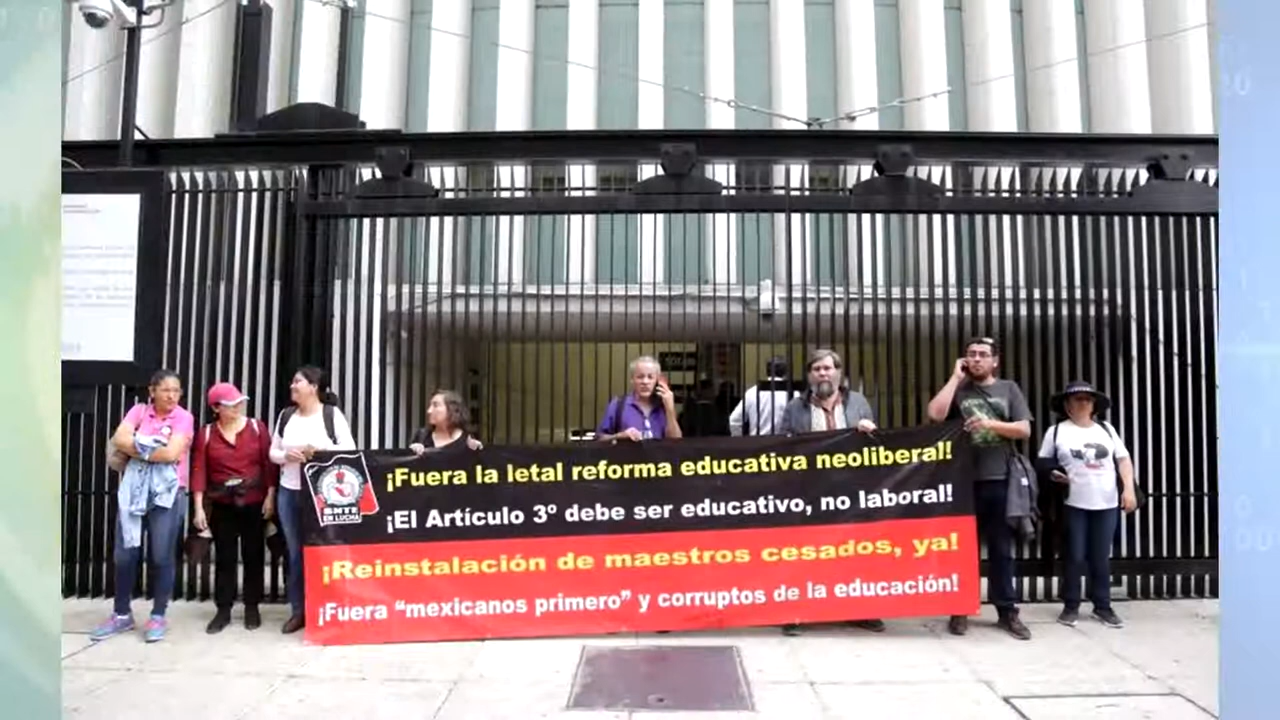 ¡Fuera la letal reforma educativa neoliberal!
¡El Artículo 3º debe ser educativo, no laboral!
SNTE
EN LUCHA
¡Reinstalación de maestros cesados, ya!
¡Fuera “mexicanos primero” y corruptos de la educación!